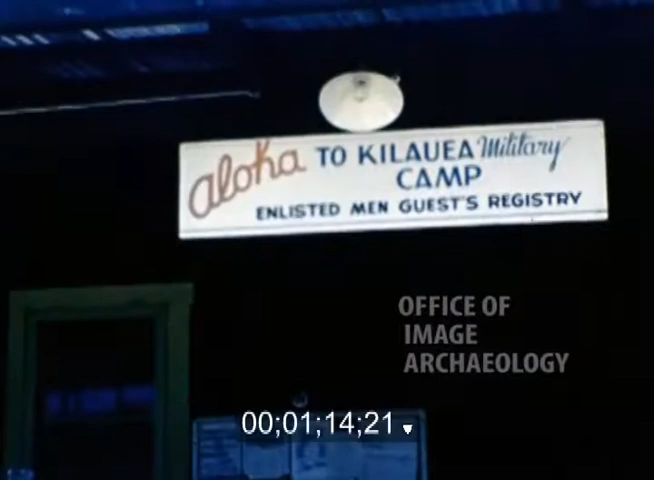 aloha TO KILAUEA Military
CAMP
ENLISTED MEN GUEST'S REGISTRY
OFFICE OF
IMAGE
ARCHAEOLOGY
00;01;14;21